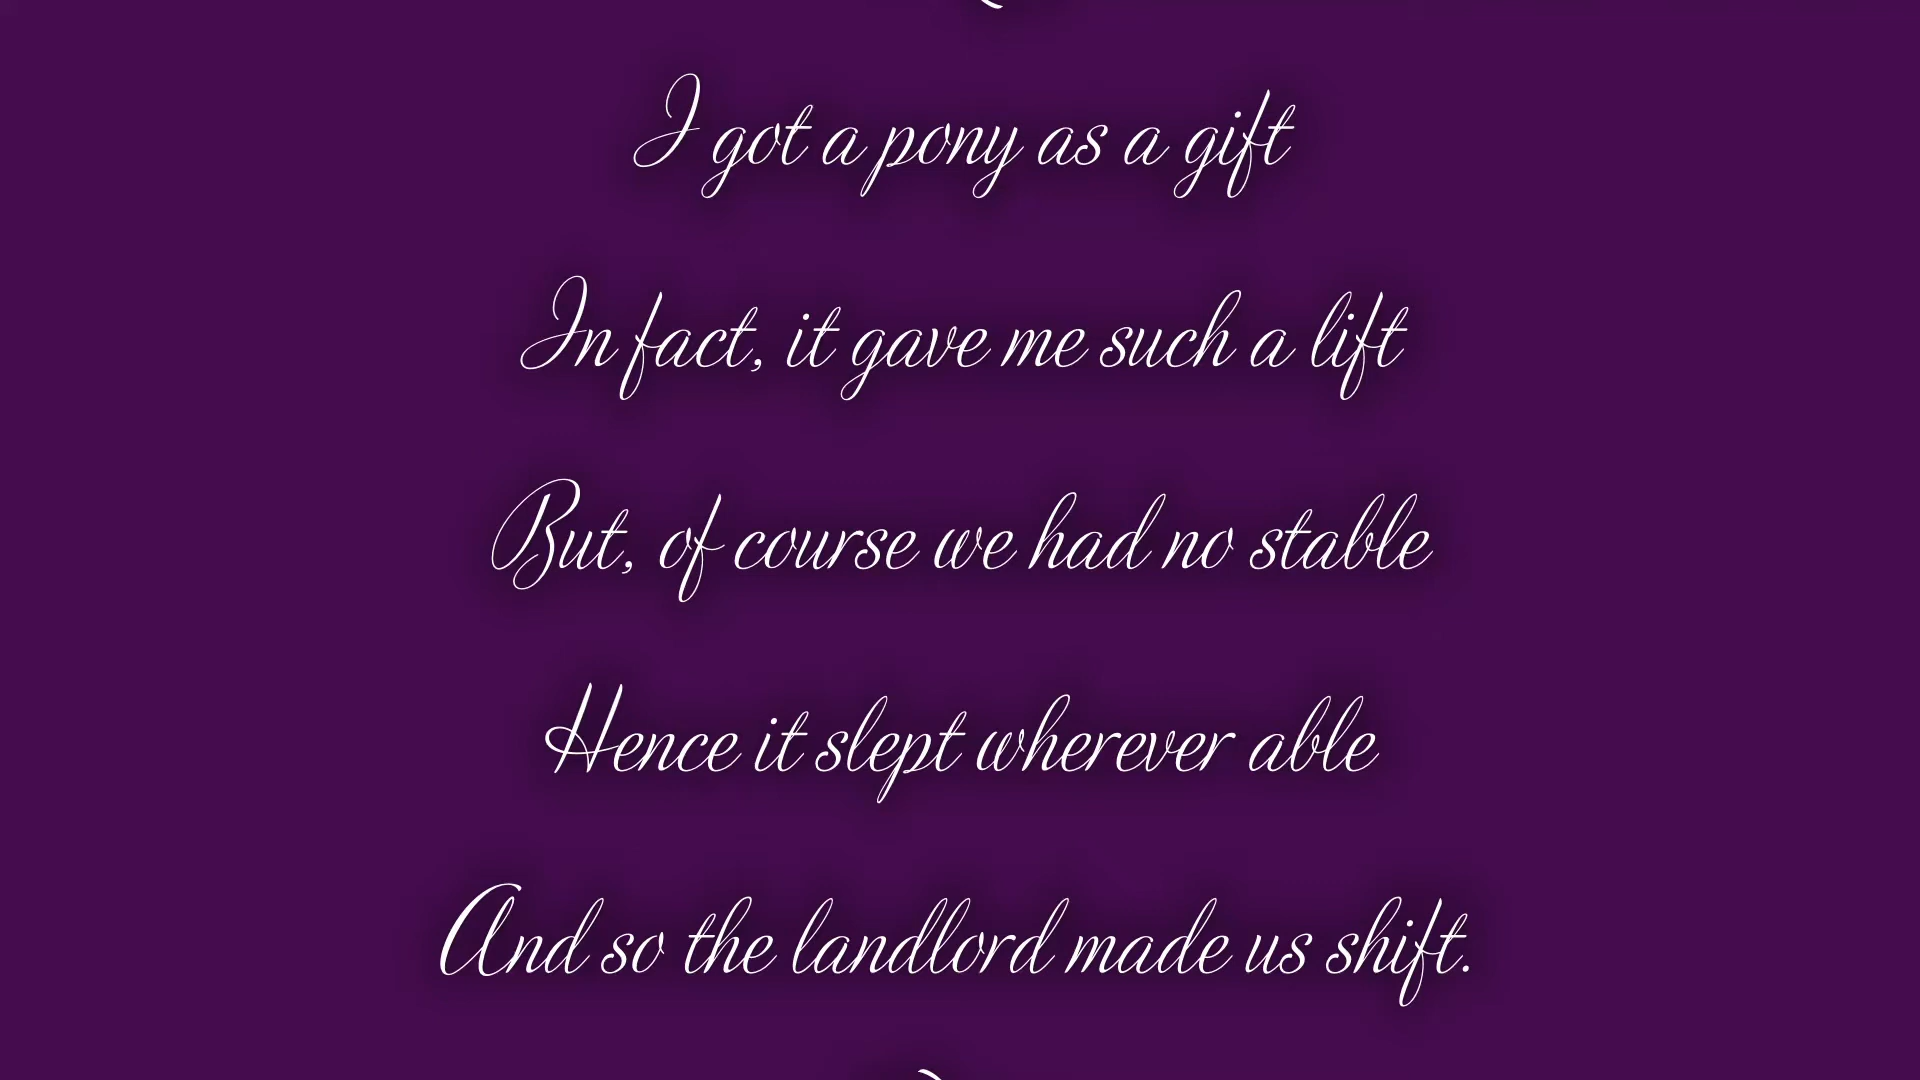 I got a pony as a gift
In fact, it gave me such a lift
But, of course we had no stable
Hence it slept wherever able
And so the landlord made us shift.